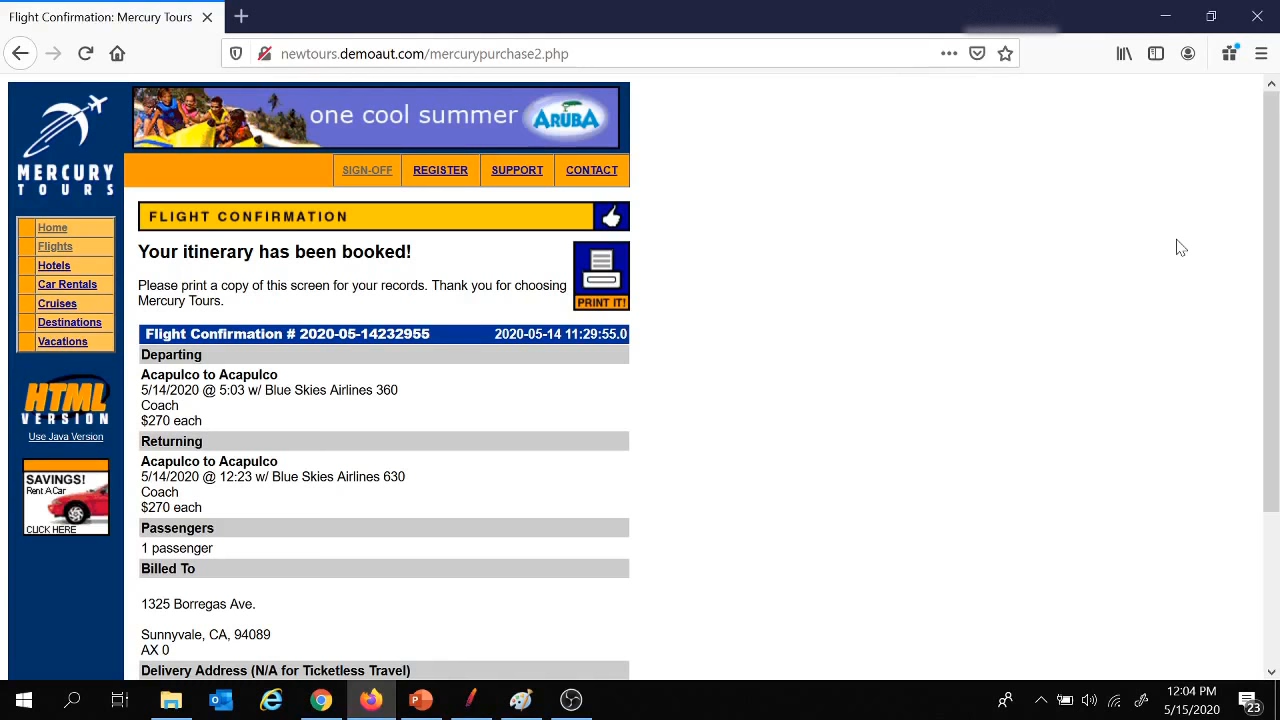 Flight Confirmation: Mercury Tours
newtours.demoaut.com/mercurypurchase2.php
MERCURY
TOURS
one cool summer
ARUBA
SIGN-OFF REGISTER SUPPORT CONTACT
Home
Flights
Hotels
Car Rentals
Cruises
Destinations
Vacations
HTML
VERSION
Use Java Version
SAVINGS!
Rent A Car
CLICK HERE
FLIGHT CONFIRMATION
Your itinerary has been booked!
Please print a copy of this screen for your records. Thank you for choosing
Mercury Tours.
PRINT IT!
Flight Confirmation # 2020-05-14232955 2020-05-14 11:29:55.0
Departing
Acapulco to Acapulco
5/14/2020 @ 5:03 w/ Blue Skies Airlines 360
Coach
$270 each
Returning
Acapulco to Acapulco
5/14/2020 @ 12:23 w/ Blue Skies Airlines 630
Coach
$270 each
Passengers
1 passenger
Billed To
1325 Borregas Ave.
Sunnyvale, CA, 94089
AX 0
Delivery Address (N/A for Ticketless Travel)
12:04 PM
5/15/2020
23